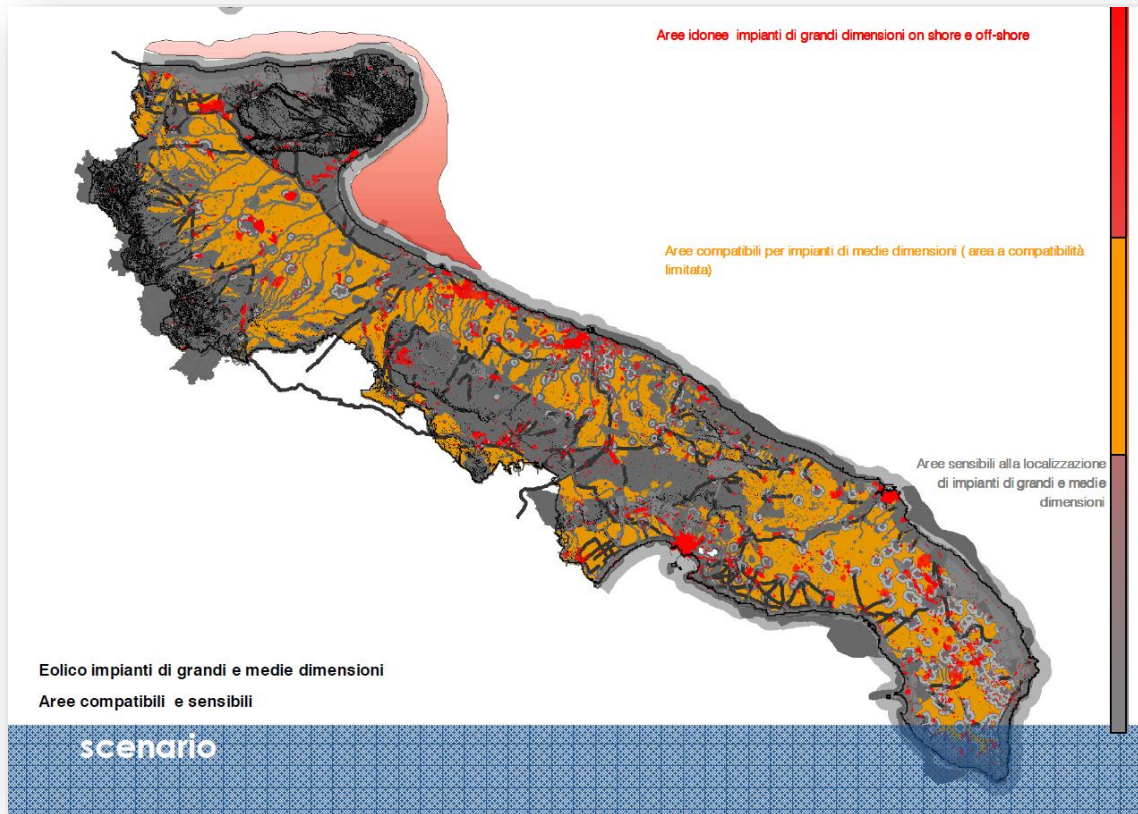 Aree idonee impianti di grandi dimensioni on shore e off-shore
Aree compatibili per impianti di medie dimensioni ( area a compatibilità
limitata)
Aree sensibili alla localizzazione
di impianti di grandi e medie
dimensioni
Eolico impianti di grandi e medie dimensioni
Aree compatibili e sensibili
scenario